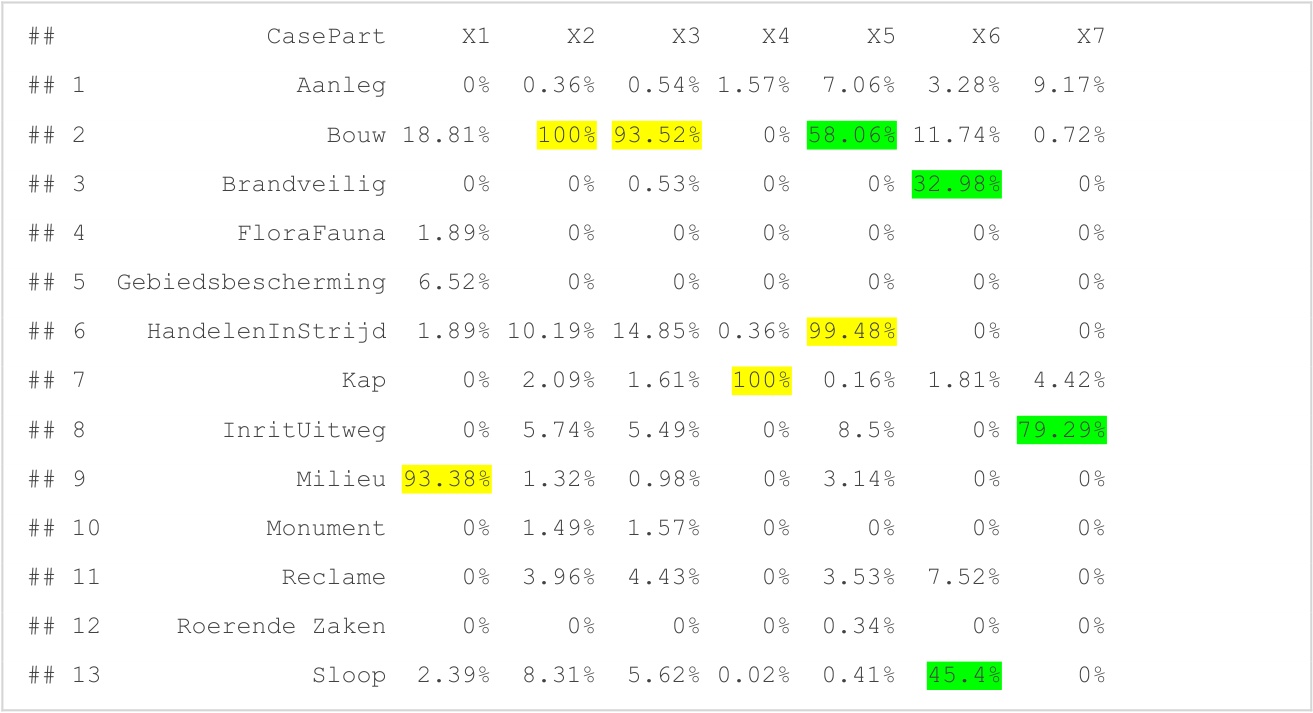 ## CasePart X1 X2 X3 X4 X5 X6 X7
## 1 Aanleg 0% 0.36% 0.54% 1.57% 7.06% 3.28% 9.17%
## 2 Bouw 18.81% 100% 93.52% 0% 58.06% 11.74% 0.72%
## 3 Brandveilig 0% 0% 0.53% 0% 0% 32.98% 0%
## 4 FloraFauna 1.89% 0% 0% 0% 0% 0% 0%
## 5 Gebiedsbescherming 6.52% 0% 0% 0% 0% 0% 0%
## 6 HandelenInStrijd 1.89% 10.19% 14.85% 0.36% 99.48% 0% 0%
## 7 Kap 0% 2.09% 1.61% 100% 0.16% 1.81% 4.42%
## 8 InritUitweg 0% 5.74% 5.49% 0% 8.5% 0% 79.29%
## 9 Milieu 93.38% 1.32% 0.98% 0% 3.14% 0% 0%
## 10 Monument 0% 1.49% 1.57% 0% 0% 0% 0%
## 11 Reclame 0% 3.96% 4.43% 0% 3.53% 7.52% 0%
## 12 Roerende Zaken 0% 0% 0% 0% 0.34% 0% 0%
## 13 Sloop 2.39% 8.31% 5.62% 0.02% 0.41% 45.4% 0%